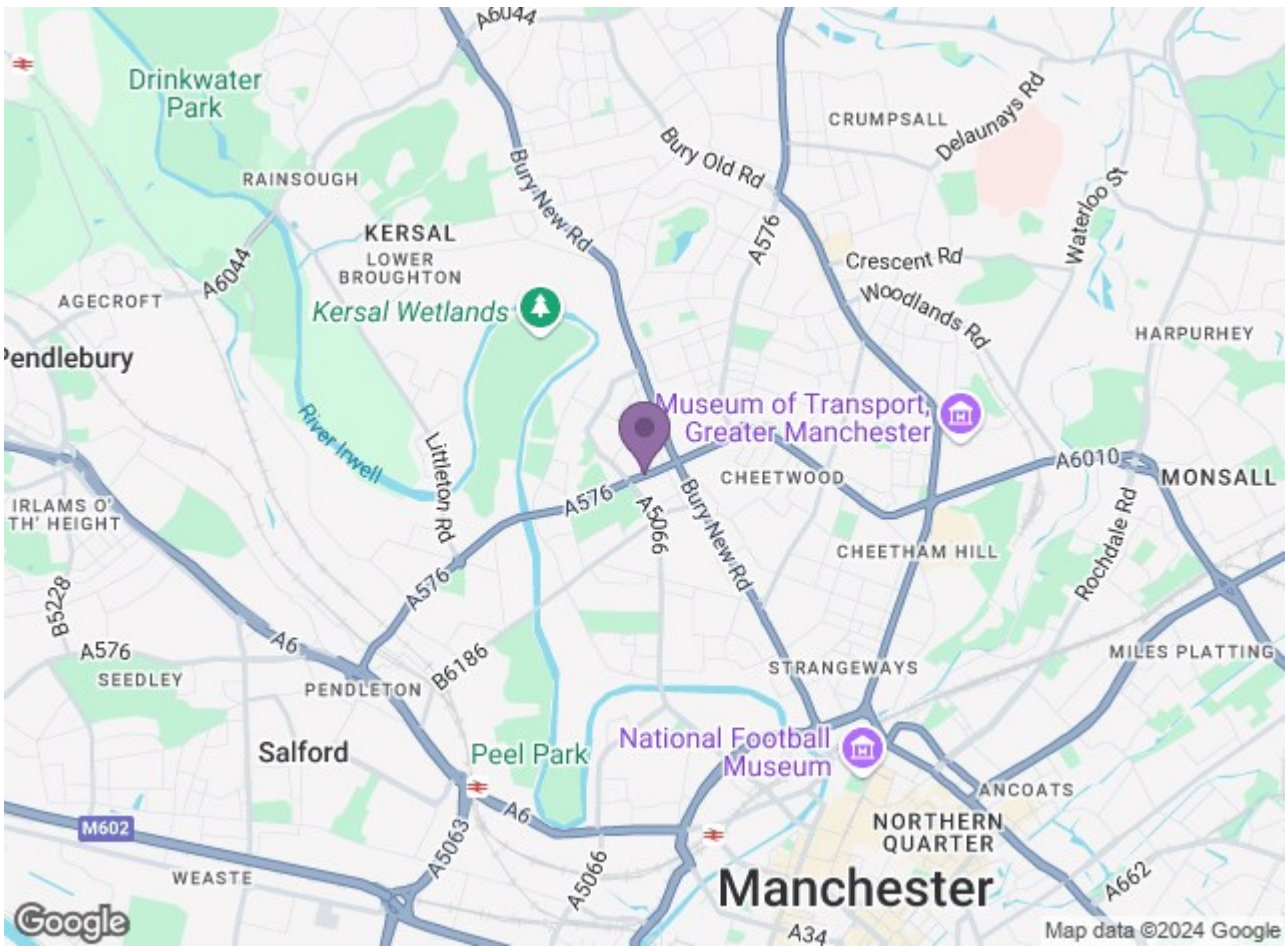 A6044
Drinkwater
Park
CRUMPSALL
Delaunays Rd
Bury Old Rd
Bury New Rd
RAINSOUGH
Waterloo St
KERSAL
A576
LOWER
BROUGHTON
A6044
Crescent Rd
AGECROFT
Kersal Wetlands
Woodlands Rd
HARPURHEY
Pendlebury
Museum of Transport,
Greater Manchester
River Irwell
Littleton Rd
A6010
CHEETWOOD
MONSALL
IRLAMS O'
TH' HEIGHT
A576
A5066
Bury New Rd
Rochdale Rd
CHEETHAM HILL
A576
B5228
A6
A576
SEEDLEY
B6186
MILES PLATTING
PENDLETON
STRANGEWAYS
Salford
Peel Park
National Football
Museum
ANCOATS
A6
M602
A5063
NORTHERN
QUARTER
WEASTE
A5066
Manchester
A662
Google
A34
Map data ©2024 Google